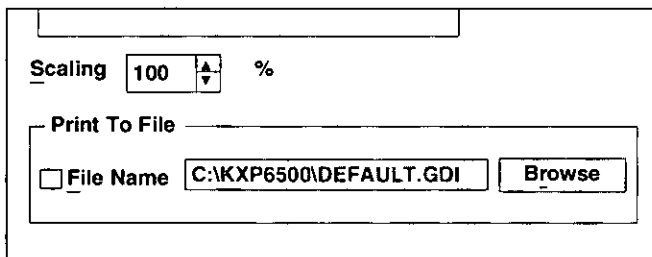 Scaling 100 %
Print To File
File Name C:\KXP6500\DEFAULT.GDI Browse